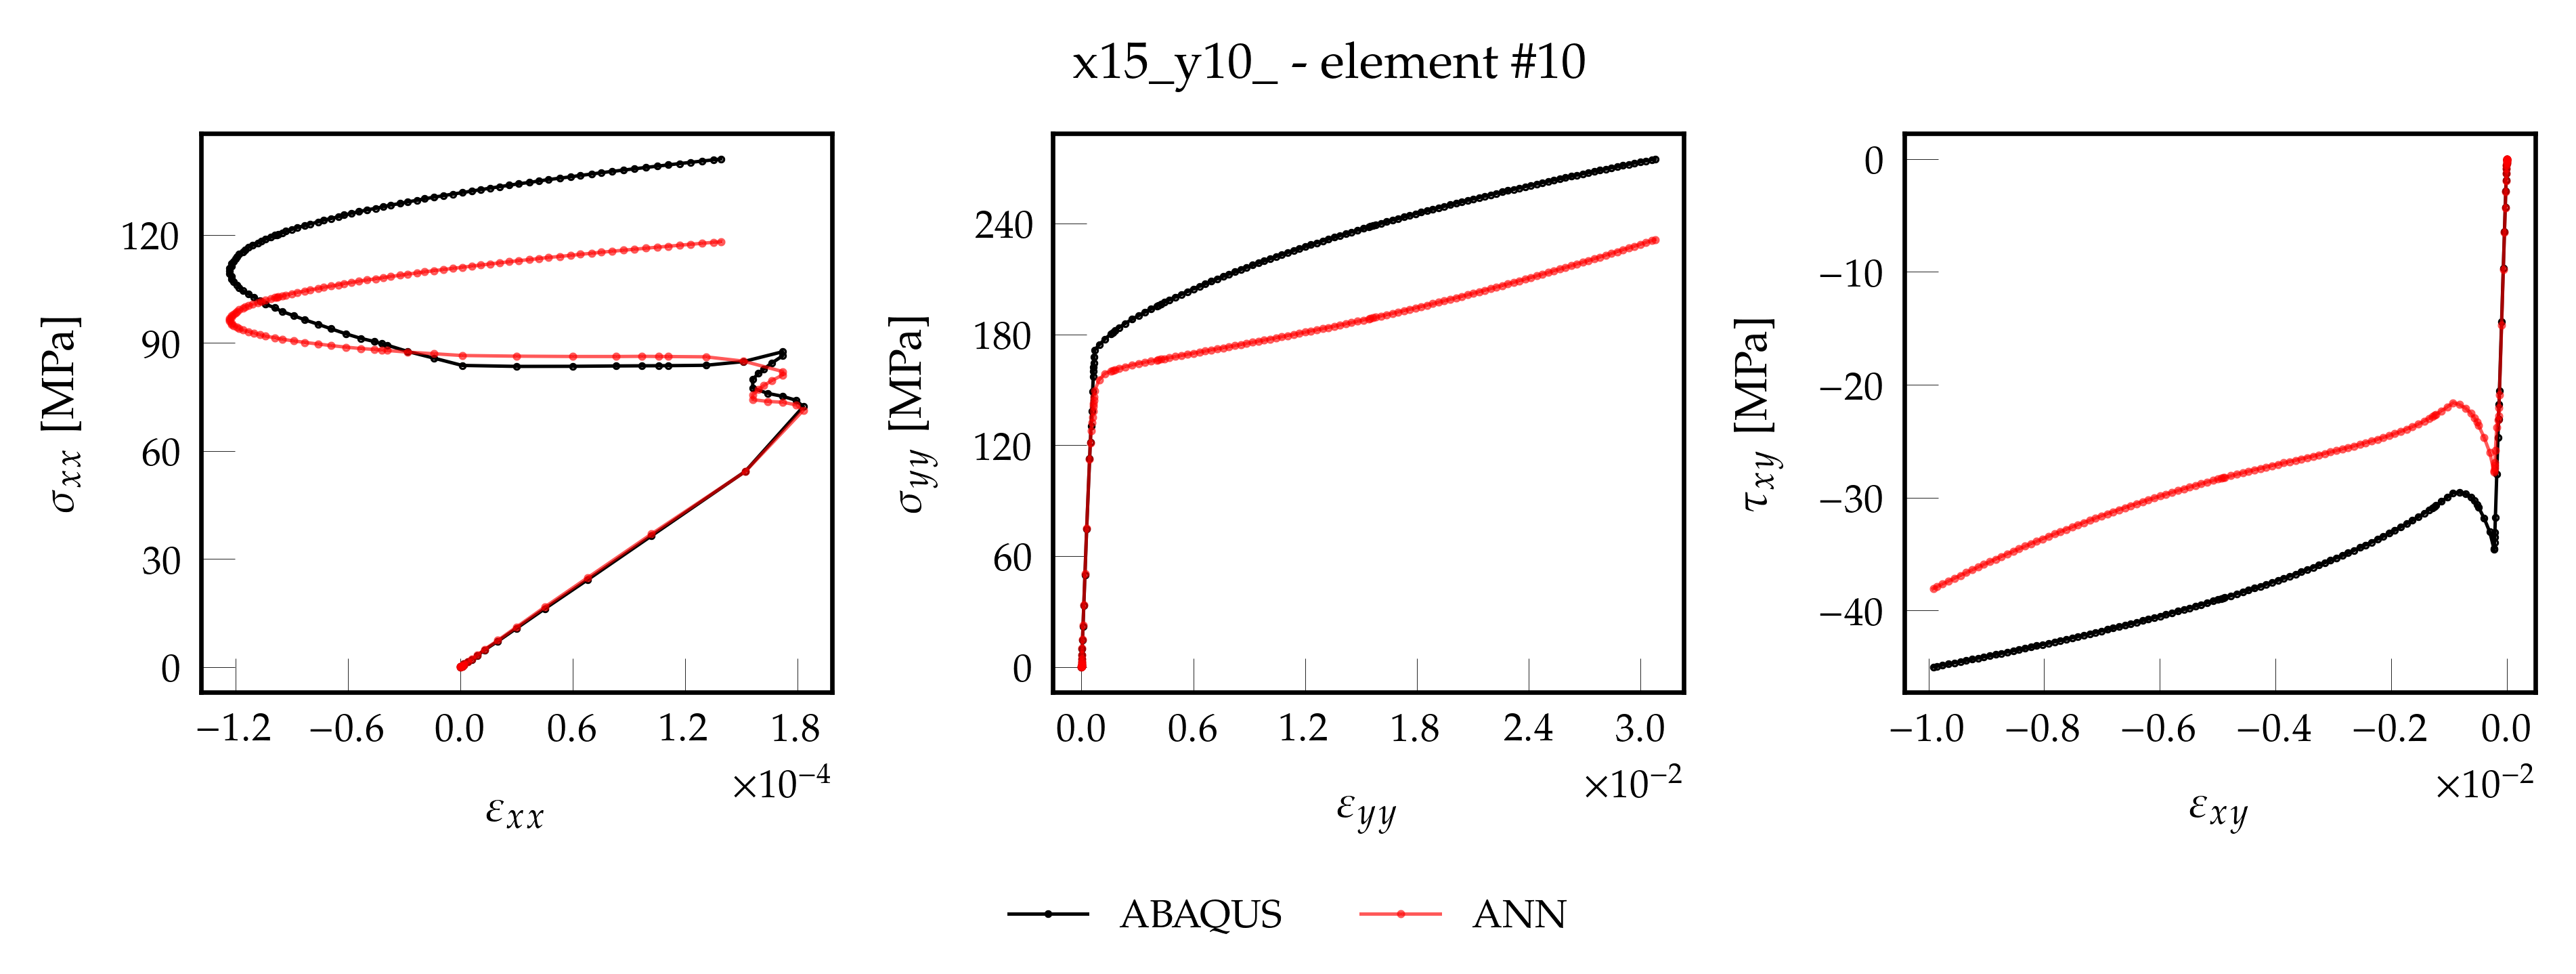 x15_y10_ - element #10
σxx [MPa]
120
90
60
30
0
−1.2 −0.6 0.0 0.6 1.2 1.8
×10−4
εxx
σyy [MPa]
240
180
120
60
0
0.0 0.6 1.2 1.8 2.4 3.0
×10−2
εyy
τxy [MPa]
0
−10
−20
−30
−40
−1.0 −0.8 −0.6 −0.4 −0.2 0.0
×10−2
εxy
ABAQUS ANN